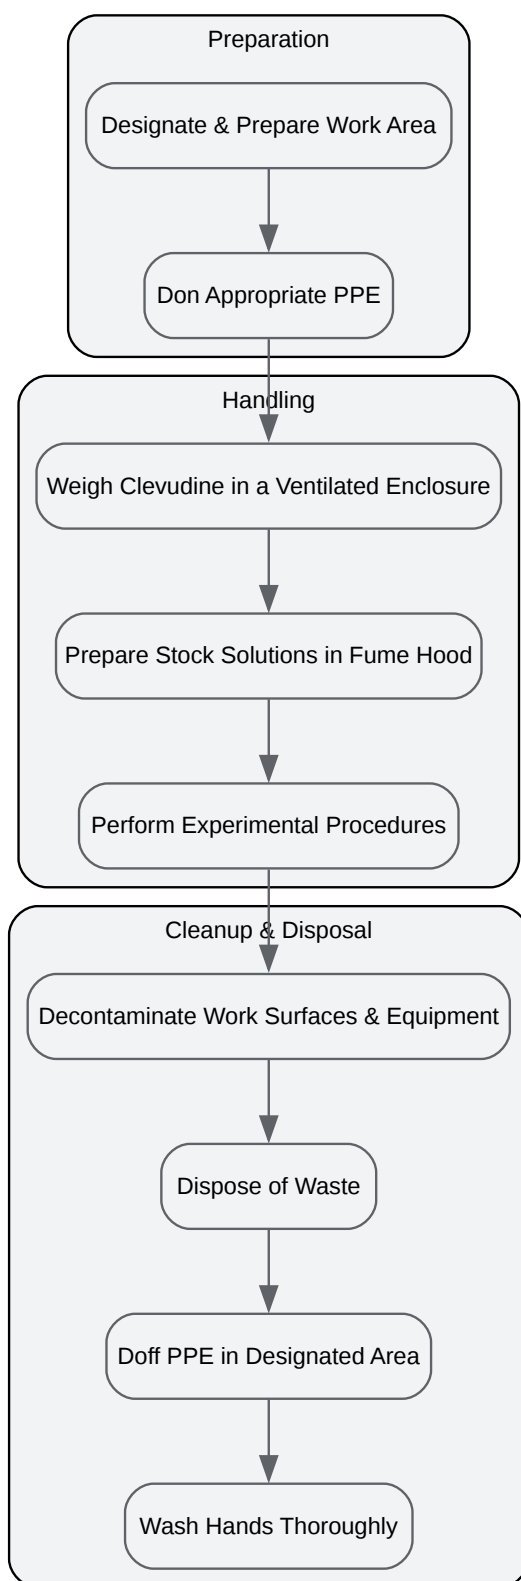 Preparation
Designate & Prepare Work Area
Don Appropriate PPE
Handling
Weigh Clevudine in a Ventilated Enclosure
Prepare Stock Solutions in Fume Hood
Perform Experimental Procedures
Cleanup & Disposal
Decontaminate Work Surfaces & Equipment
Dispose of Waste
Doff PPE in Designated Area
Wash Hands Thoroughly